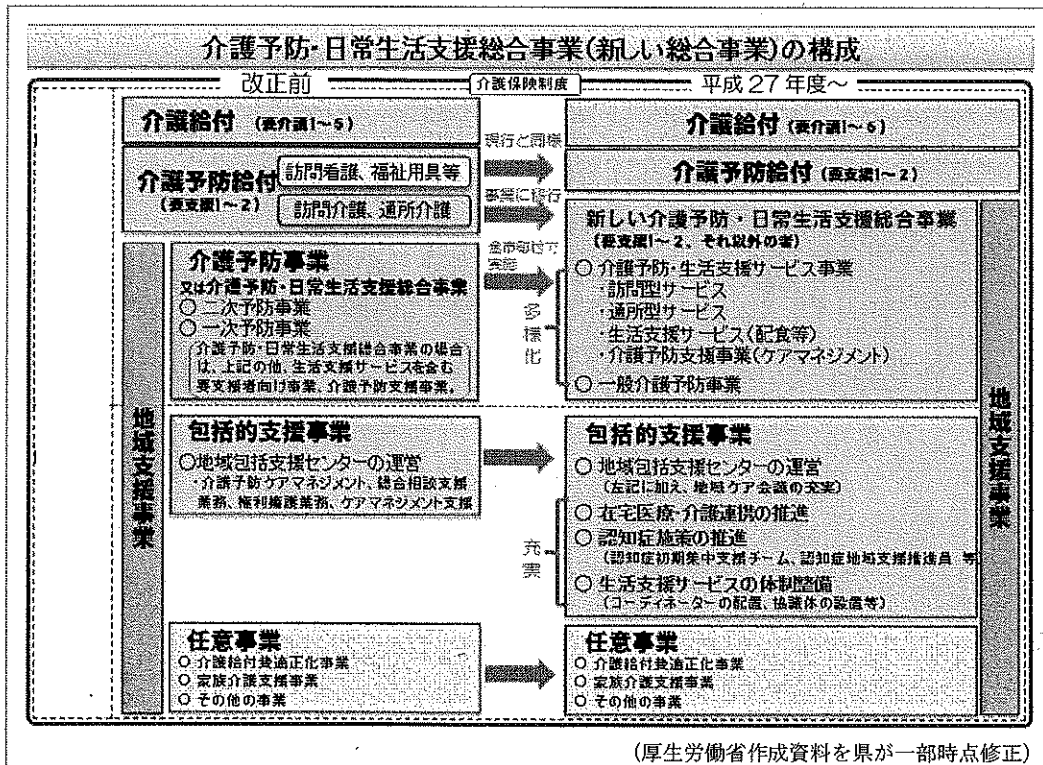 介護予防・日常生活支援総合事業(新しい総合事業)の構成
改正前
介護保険制度
平成27年度～
介護給付 (要介護1～5)
現行と同様
介護給付 (要介護1～5)
介護予防給付
(要支援1～2)
訪問看護、福祉用具等
訪問介護、通所介護
事業に移行
介護予防給付 (要支援1～2)
新しい介護予防・日常生活支援総合事業
(要支援1～2、それ以外の者)
全市町村で
実施
介護予防事業
又は介護予防・日常生活支援総合事業
○ 二次予防事業
○ 一次予防事業
介護予防・日常生活支援総合事業の場合
は、上記の他、生活支援サービスを含む
要支援者向け事業、介護予防支援事業。
多様化
○ 介護予防・生活支援サービス事業
・訪問型サービス
・通所型サービス
・生活支援サービス(配食等)
・介護予防支援事業(ケアマネジメント)
○ 一般介護予防事業
地域支援事業
包括的支援事業
○地域包括支援センターの運営
・介護予防ケアマネジメント、総合相談支援
業務、権利擁護業務、ケアマネジメント支援
充実
包括的支援事業
○ 地域包括支援センターの運営
(左記に加え、地域ケア会議の充実)
○ 在宅医療・介護連携の推進
○ 認知症施策の推進
(認知症初期集中支援チーム、認知症地域支援推進員 等)
○ 生活支援サービスの体制整備
(コーディネーターの配置、協議体の設置等)
地域支援事業
任意事業
○ 介護給付費適正化事業
○ 家族介護支援事業
○ その他の事業
任意事業
○ 介護給付費適正化事業
○ 家族介護支援事業
○ その他の事業
(厚生労働省作成資料を県が一部時点修正)